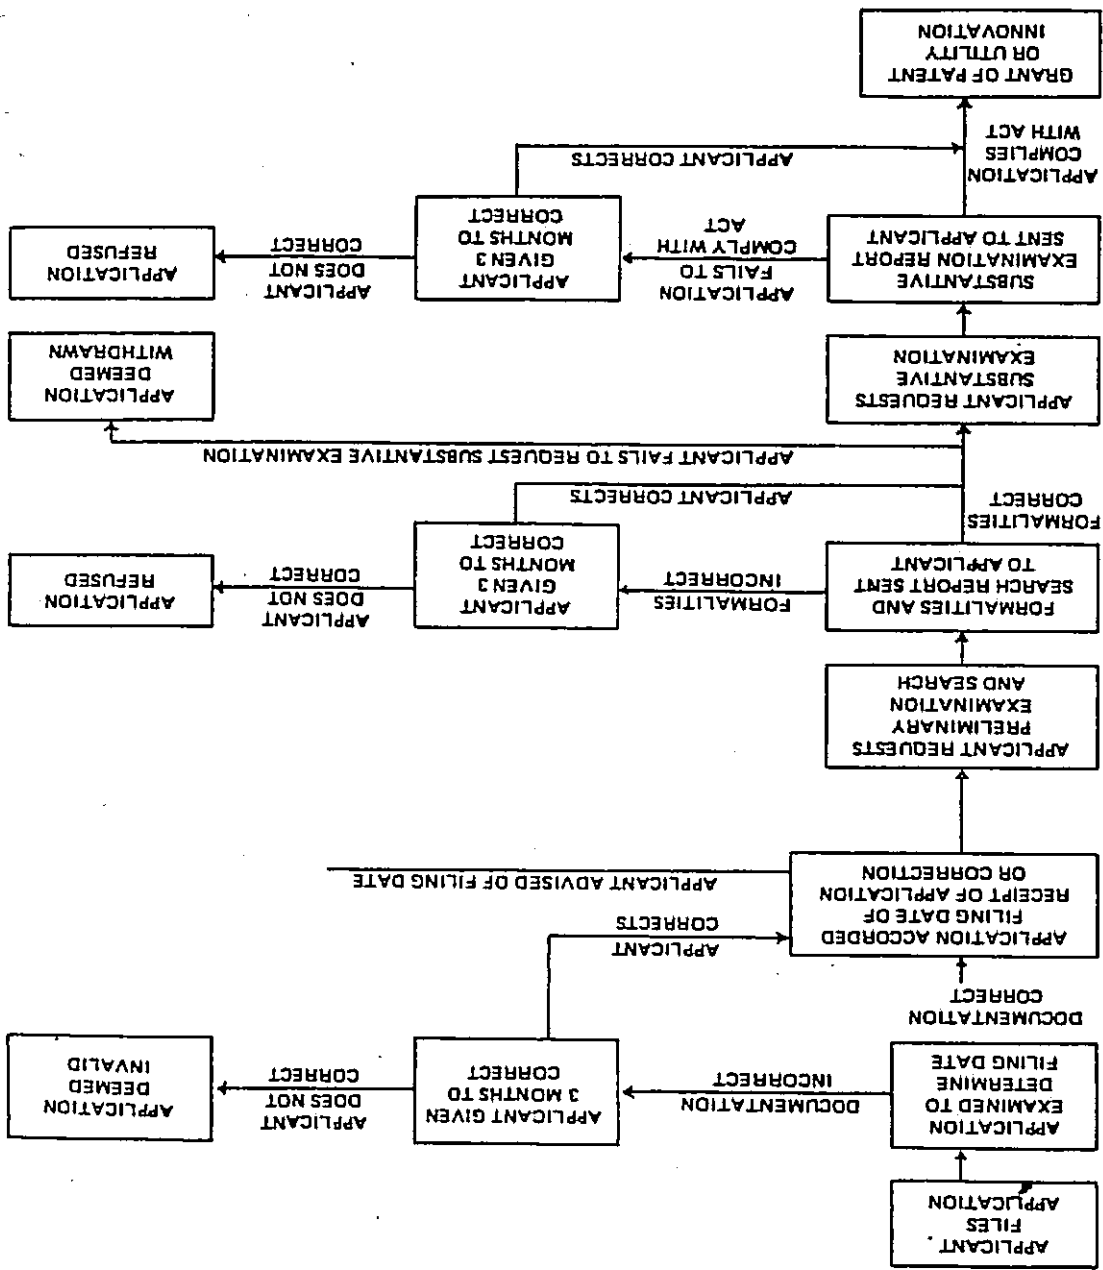 APPLICANT
FILES
APPLICATION
APPLICATION
EXAMINED TO
DETERMINE
FILING DATE
DOCUMENTATION
INCORRECT
APPLICANT GIVEN
3 MONTHS TO
CORRECT
APPLICANT
DOES NOT
CORRECT
APPLICATION
DEEMED
INVALID
DOCUMENTATION
CORRECT
APPLICANT
CORRECTS
APPLICATION ACCORDED
FILING DATE OF
RECEIPT OF APPLICATION
OR CORRECTION
APPLICANT ADVISED OF FILING DATE
APPLICANT REQUESTS
PRELIMINARY
EXAMINATION
AND SEARCH
FORMALITIES AND
SEARCH REPORT SENT
TO APPLICANT
FORMALITIES
INCORRECT
APPLICANT
GIVEN 3
MONTHS TO
CORRECT
APPLICANT
DOES NOT
CORRECT
APPLICATION
REFUSED
FORMALITIES
CORRECT
APPLICANT CORRECTS
APPLICANT FAILS TO REQUEST SUBSTANTIVE EXAMINATION
APPLICANT REQUESTS
SUBSTANTIVE
EXAMINATION
APPLICATION
DEEMED
WITHDRAWN
SUBSTANTIVE
EXAMINATION REPORT
SENT TO APPLICANT
APPLICATION
FAILS TO
COMPLY WITH
ACT
APPLICANT
GIVEN 3
MONTHS TO
CORRECT
APPLICANT
DOES NOT
CORRECT
APPLICATION
REFUSED
APPLICATION
COMPLIES
WITH ACT
APPLICANT CORRECTS
GRANT OF PATENT
OR UTILITY
INNOVATION